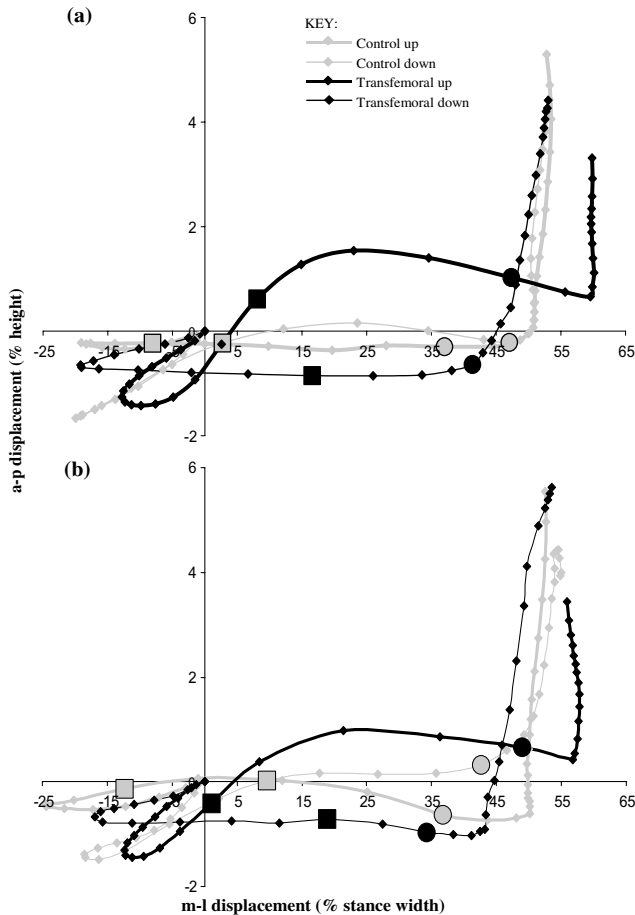 (a)
KEY:
Control up
Control down
Transfemoral up
Transfemoral down
6
4
2
0
-2
-25 -15 -5 5 15 25 35 45 55 65
a-p displacement (% height)
(b)
6
4
2
0
-2
-25 -15 -5 5 15 25 35 45 55 65
m-l displacement (% stance width)